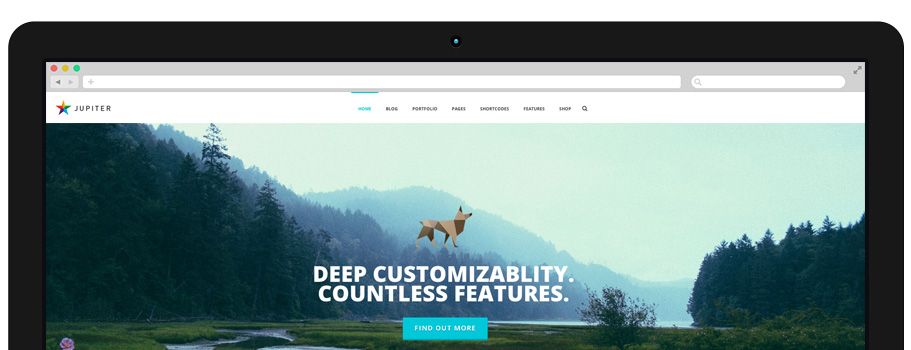 JUPITER
HOME BLOG PORTFOLIO PAGES SHORTCODES FEATURES SHOP
DEEP CUSTOMIZABLITY.
COUNTLESS FEATURES.
FIND OUT MORE